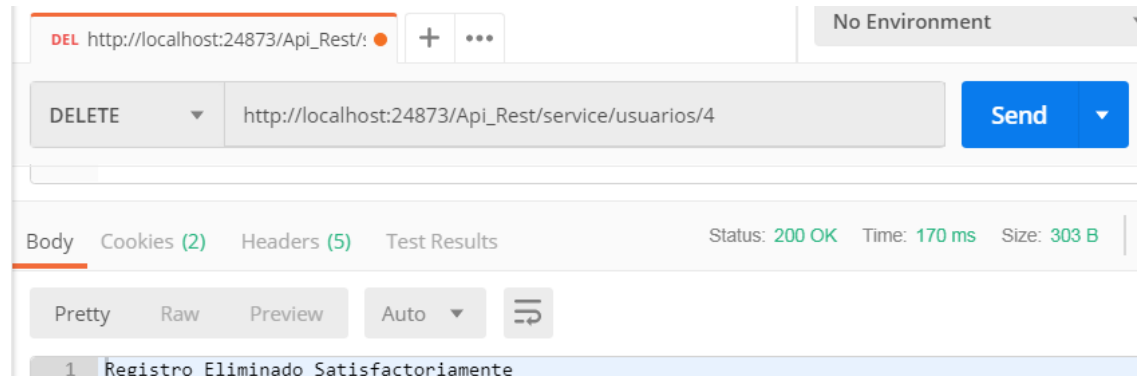 No Environment
DEL http://localhost:24873/Api_Rest/
DELETE http://localhost:24873/Api_Rest/service/usuarios/4 Send
Body Cookies (2) Headers (5) Test Results Status: 200 OK Time: 170 ms Size: 303 B
Pretty Raw Preview Auto
1 Registro Eliminado Satisfactoriamente